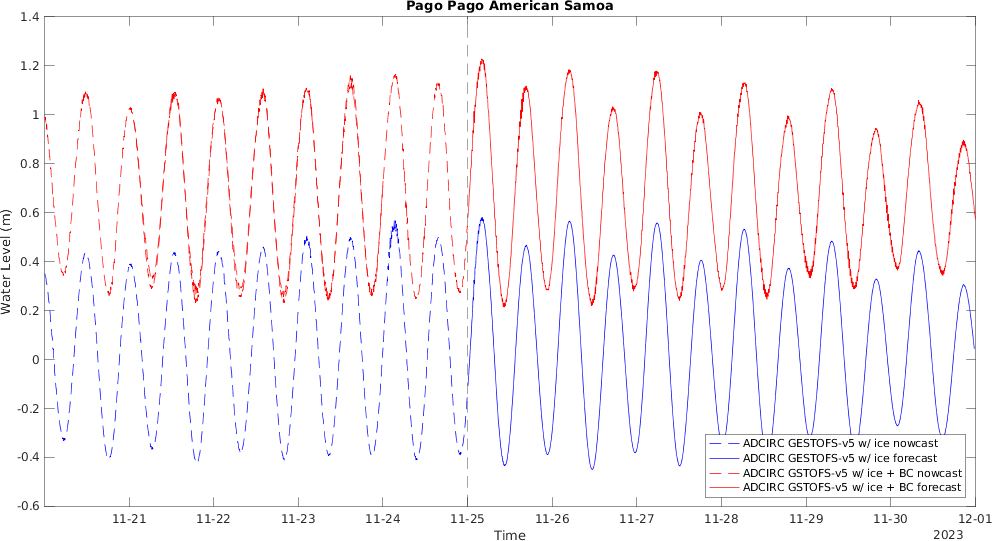 Pago Pago American Samoa
1.4
1.2
1
0.8
0.6
0.4
0.2
0
-0.2
-0.4
-0.6
Water Level (m)
11-21 11-22 11-23 11-24 11-25 11-26 11-27 11-28 11-29 11-30 12-01
Time
2023
ADCIRC GESTOFS-v5 w/ ice nowcast
ADCIRC GESTOFS-v5 w/ ice forecast
ADCIRC GSTOFS-v5 w/ ice + BC nowcast
ADCIRC GSTOFS-v5 w/ ice + BC forecast